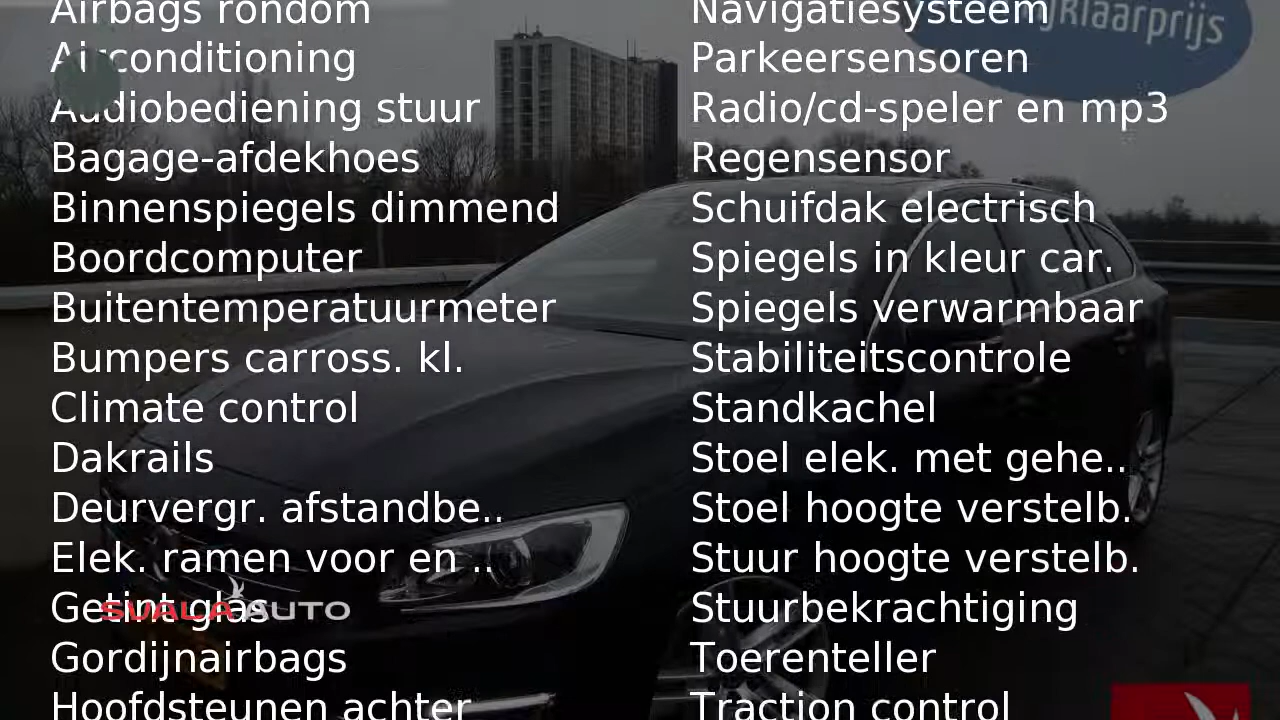 Airbags rondom
Airconditioning
Audiobediening stuur
Bagage-afdekhoes
Binnenspiegels dimmend
Boordcomputer
Buitentemperatuurmeter
Bumpers carross. kl.
Climate control
Dakrails
Deurvergr. afstandbe..
Elek. ramen voor en ..
Getint glas
Gordijnairbags
Hoofdsteunen achter
Navigatiesysteem
Parkeersensoren
Radio/cd-speler en mp3
Regensensor
Schuifdak electrisch
Spiegels in kleur car.
Spiegels verwarmbaar
Stabiliteitscontrole
Standkachel
Stoel elek. met gehe..
Stoel hoogte verstelb.
Stuur hoogte verstelb.
Stuurbekrachtiging
Toerenteller
Traction control
SVALA AUTO